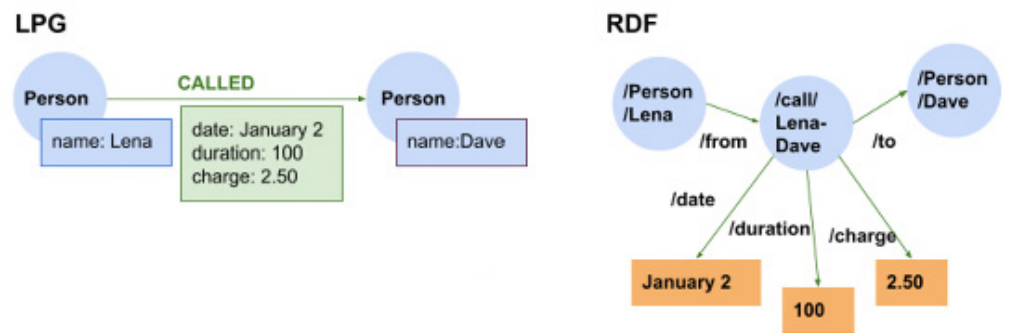 LPG
CALLED
Person
Person
name: Lena
date: January 2
duration: 100
charge: 2.50
name:Dave
RDF
/Person
/Lena
/call/
Lena-
Dave
/Person
/Dave
/from
/to
/date
/duration
/charge
January 2
100
2.50